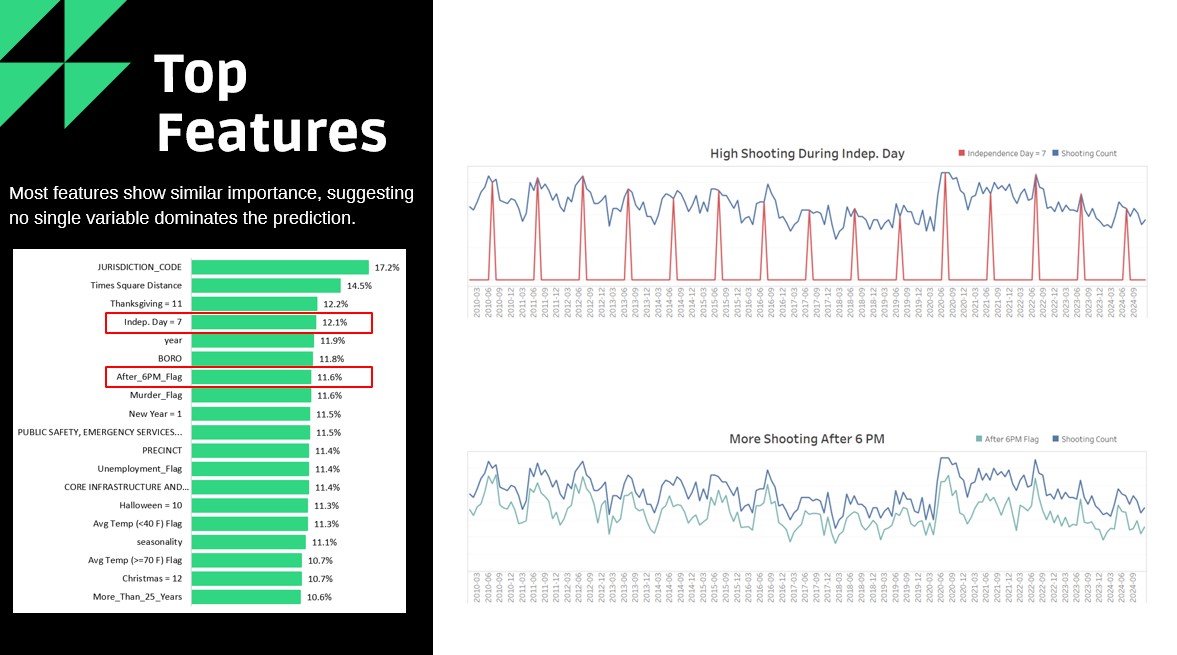 Top
Features
Most features show similar importance, suggesting
no single variable dominates the prediction.
JURISDICTION_CODE 17.2%
Times Square Distance 14.5%
Thanksgiving = 11 12.2%
Indep. Day = 7 12.1%
year 11.9%
BORO 11.8%
After_6PM_Flag 11.6%
Murder_Flag 11.6%
New Year = 1 11.5%
PUBLIC SAFETY, EMERGENCY SERVICES... 11.5%
PRECINCT 11.4%
Unemployment_Flag 11.4%
CORE INFRASTRUCTURE AND... 11.4%
Halloween = 10 11.3%
Avg Temp (<40 F) Flag 11.3%
seasonality 11.1%
Avg Temp (>=70 F) Flag 10.7%
Christmas = 12 10.7%
More_Than_25_Years 10.6%
High Shooting During Indep. Day
Independence Day = 7 Shooting Count
2010-03 2010-06 2010-09 2010-12 2011-03 2011-06 2011-09 2011-12 2012-03 2012-06 2012-09 2012-12 2013-03 2013-06 2013-09 2013-12 2014-03 2014-06 2014-09 2014-12 2015-03 2015-06 2015-09 2015-12 2016-03 2016-06 2016-09 2016-12 2017-03 2017-06 2017-09 2017-12 2018-03 2018-06 2018-09 2018-12 2019-03 2019-06 2019-09 2019-12 2020-03 2020-06 2020-09 2020-12 2021-03 2021-06 2021-09 2021-12 2022-03 2022-06 2022-09 2022-12 2023-03 2023-06 2023-09 2023-12 2024-03 2024-06 2024-09
More Shooting After 6 PM
After 6PM Flag Shooting Count
2010-03 2010-06 2010-09 2010-12 2011-03 2011-06 2011-09 2011-12 2012-03 2012-06 2012-09 2012-12 2013-03 2013-06 2013-09 2013-12 2014-03 2014-06 2014-09 2014-12 2015-03 2015-06 2015-09 2015-12 2016-03 2016-06 2016-09 2016-12 2017-03 2017-06 2017-09 2017-12 2018-03 2018-06 2018-09 2018-12 2019-03 2019-06 2019-09 2019-12 2020-03 2020-06 2020-09 2020-12 2021-03 2021-06 2021-09 2021-12 2022-03 2022-06 2022-09 2022-12 2023-03 2023-06 2023-09 2023-12 2024-03 2024-06 2024-09